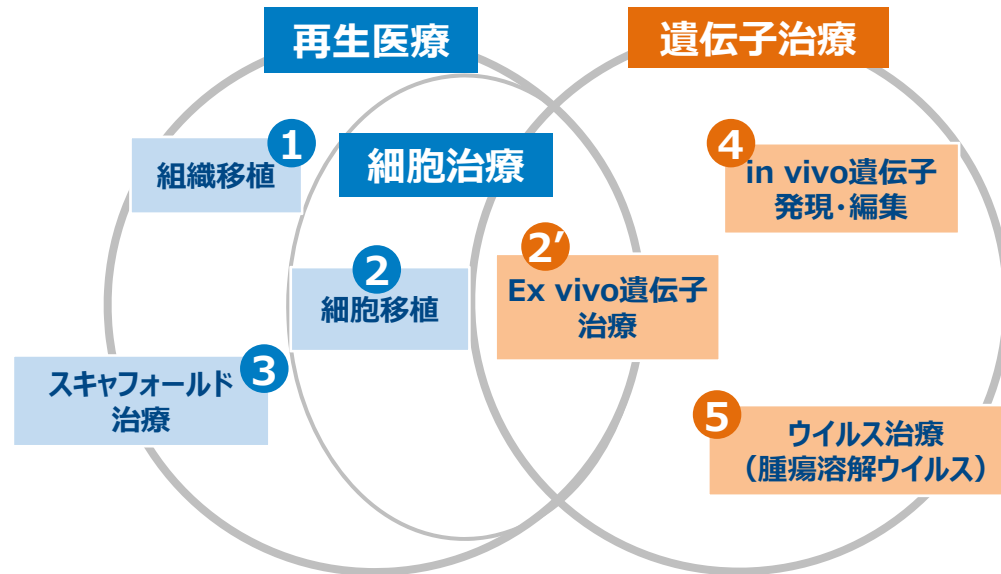 再生医療
遺伝子治療
1
組織移植
細胞治療
4
in vivo遺伝子
発現・編集
2
細胞移植
2′
Ex vivo遺伝子
治療
3
スキャフォールド
治療
5
ウイルス治療
（腫瘍溶解ウイルス）